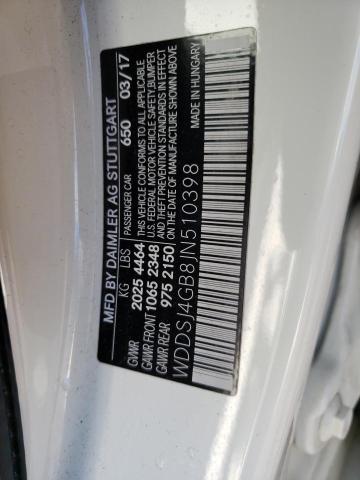 MFD BY DAIMLER AG STUTTGART
KG LBS PASSENGER CAR 650 03/17
GVWR 2025 4464 THIS VEHICLE CONFORMS TO ALL APPLICABLE
GAWR FRONT 1065 2348 U.S. FEDERAL MOTOR VEHICLE SAFETY, BUMPER,
GAWR REAR 975 2150 AND THEFT PREVENTION STANDARDS IN EFFECT
ON THE DATE OF MANUFACTURE SHOWN ABOVE
WDDSJ4GB8JN510398 MADE IN HUNGARY